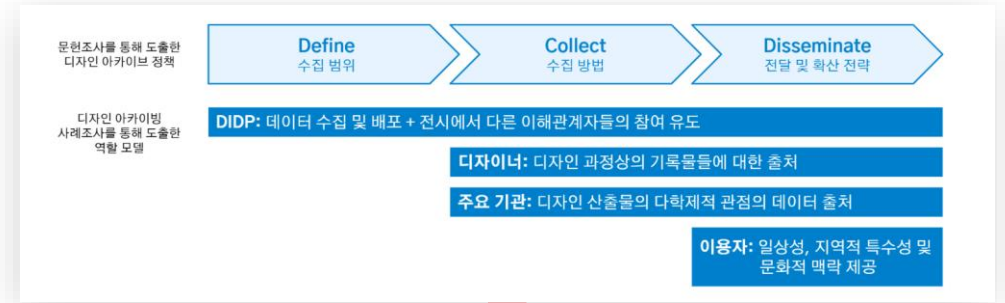 문헌조사를 통해 도출한
디자인 아카이브 정책
Define
수집 범위
Collect
수집 방법
Disseminate
전달 및 확산 전략
디자인 아카이빙
사례조사를 통해 도출한
역할 모델
DIDP: 데이터 수집 및 배포 + 전시에서 다른 이해관계자들의 참여 유도
디자이너: 디자인 과정상의 기록물들에 대한 출처
주요 기관: 디자인 산출물의 다학제적 관점의 데이터 출처
이용자: 일상성, 지역적 특수성 및
문화적 맥락 제공